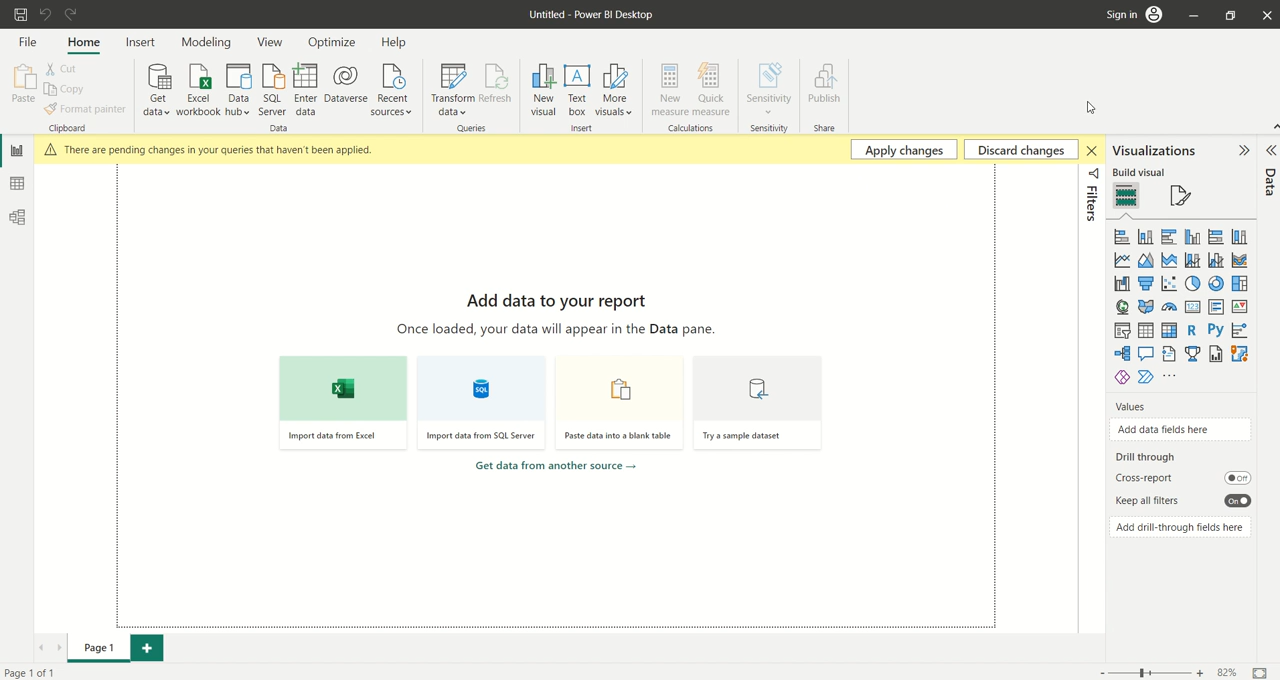 Untitled - Power BI Desktop
Sign in
File Home Insert Modeling View Optimize Help
Paste
Cut
Copy
Format painter
Clipboard
Get data
Excel workbook
Data hub
SQL Server
Enter data
Dataverse
Recent sources
Data
Transform data
Refresh
Queries
New visual
Text box
More visuals
Insert
New measure
Quick measure
Calculations
Sensitivity
Sensitivity
Publish
Share
There are pending changes in your queries that haven't been applied.
Apply changes
Discard changes
Filters
Visualizations
Build visual
Data
Add data to your report
Once loaded, your data will appear in the Data pane.
SQL
Import data from Excel
Import data from SQL Server
Paste data into a blank table
Try a sample dataset
Get data from another source →
123
R
Py
Values
Add data fields here
Drill through
Cross-report
Off
Keep all filters
On
Add drill-through fields here
Page 1
Page 1 of 1
82%